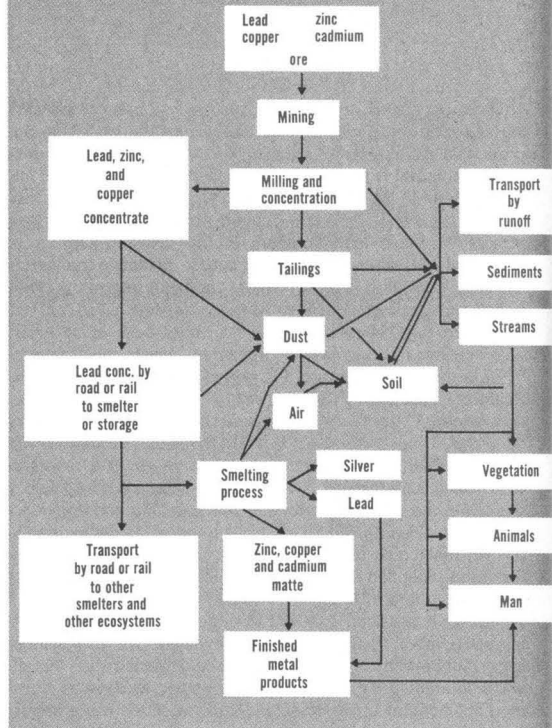 Lead zinc
copper cadmium
ore
Mining
Lead, zinc,
and
copper
concentrate
Milling and
concentration
Transport
by
runoff
Tailings
Sediments
Dust
Streams
Lead conc. by
road or rail
to smelter
or storage
Soil
Air
Smelting
process
Silver
Lead
Vegetation
Transport
by road or rail
to other
smelters and
other ecosystems
Zinc, copper
and cadmium
matte
Animals
Man
Finished
metal
products